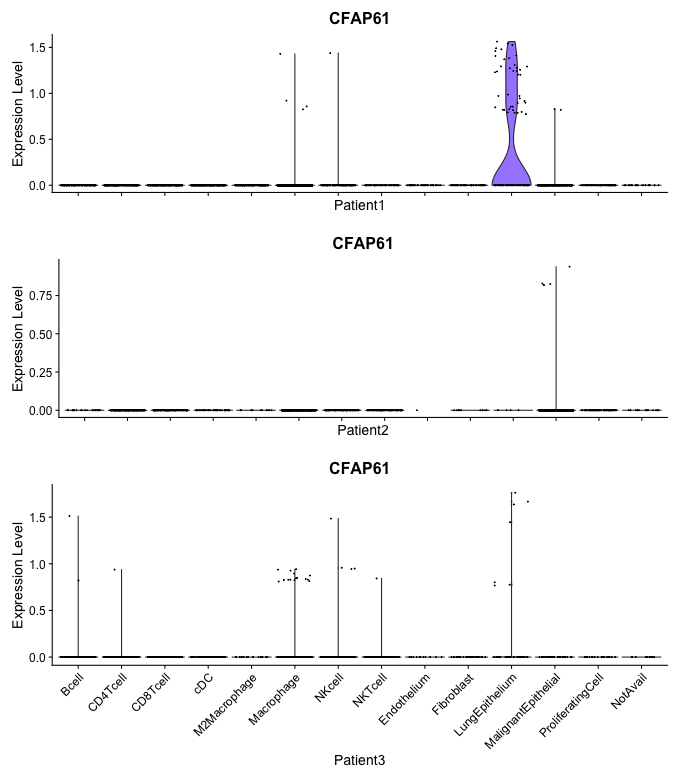 CFAP61
Expression Level
1.5
1.0
0.5
0.0
Patient1
CFAP61
Expression Level
0.75
0.50
0.25
0.00
Patient2
CFAP61
Expression Level
1.5
1.0
0.5
0.0
Bcell
CD4Tcell
CD8Tcell
cDC
M2Macrophage
Macrophage
NKcell
NKTcell
Endothelium
Fibroblast
LungEpithelium
MalignantEpithelial
ProliferatingCell
NotAvail
Patient3